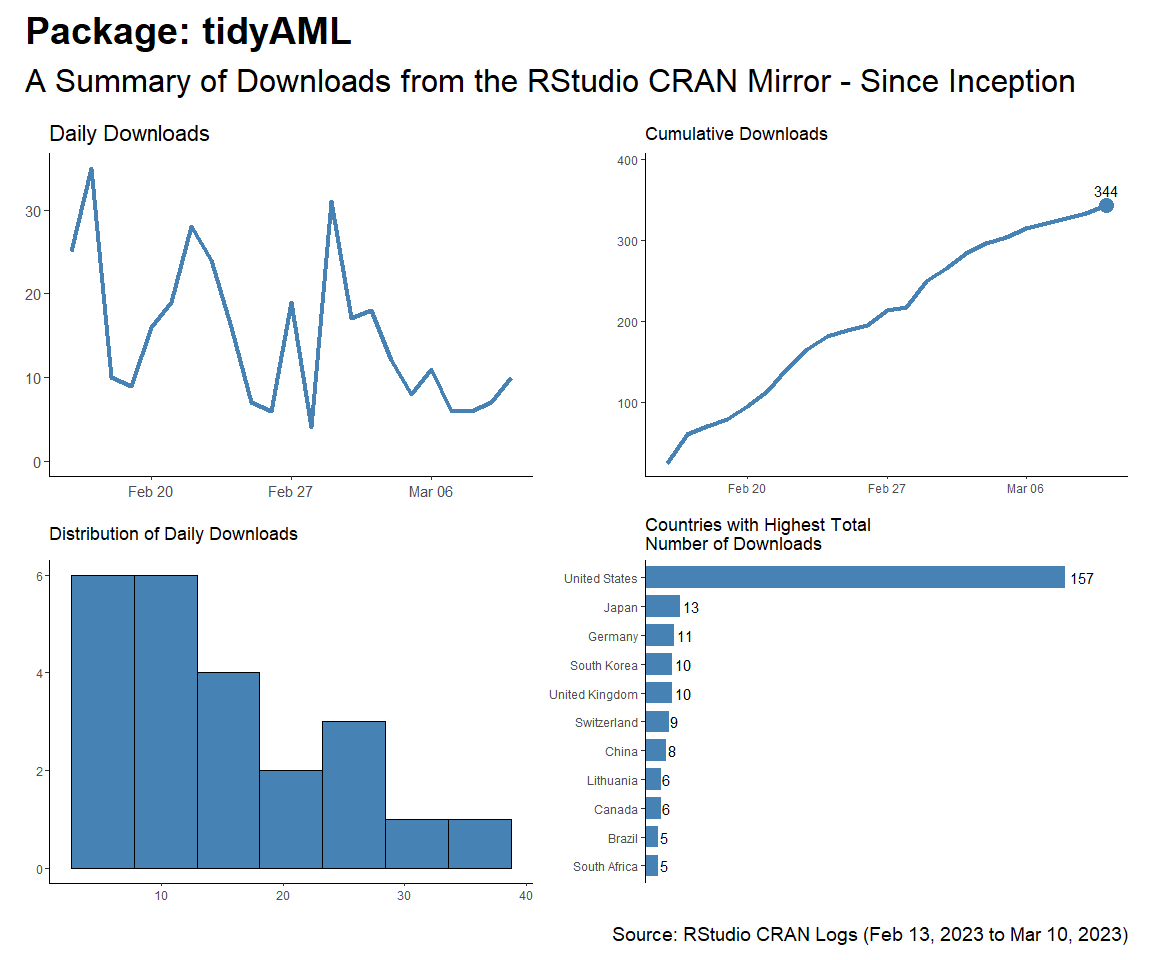 Package: tidyAML
A Summary of Downloads from the RStudio CRAN Mirror - Since Inception
Daily Downloads
30
20
10
0
Feb 20 Feb 27 Mar 06
Cumulative Downloads
400
300
200
100
344
Feb 20 Feb 27 Mar 06
Distribution of Daily Downloads
6
4
2
0
10 20 30 40
Countries with Highest Total
Number of Downloads
United States 157
Japan 13
Germany 11
South Korea 10
United Kingdom 10
Switzerland 9
China 8
Lithuania 6
Canada 6
Brazil 5
South Africa 5
Source: RStudio CRAN Logs (Feb 13, 2023 to Mar 10, 2023)